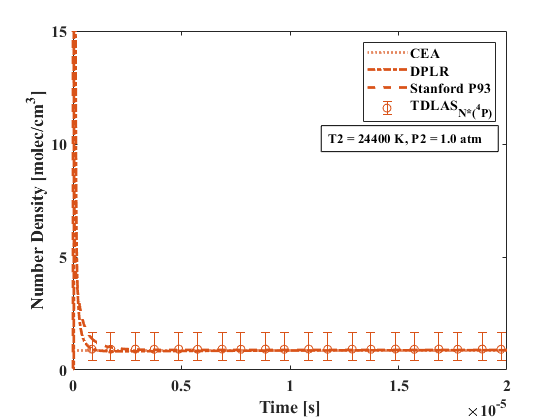 15
10
5
0
Number Density [molec/cm³]
CEA
DPLR
Stanford P93
TDLAS_N*(⁴P)
T2 = 24400 K, P2 = 1.0 atm
0 0.5 1 1.5 2
×10⁻⁵
Time [s]